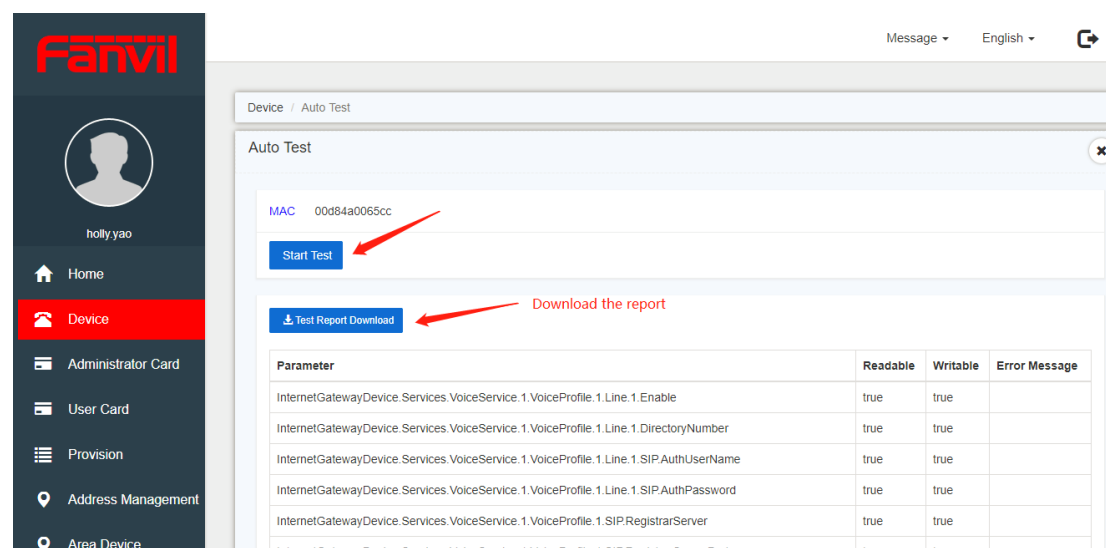 Fanvil
Message
English
Device / Auto Test
Auto Test
MAC 00d84a0065cc
Start Test
Download the report
Test Report Download
holly.yao
Home
Device
Administrator Card
User Card
Provision
Address Management
Area Device
Parameter Readable Writable Error Message
InternetGatewayDevice.Services.VoiceService.1.VoiceProfile.1.Line.1.Enable true true
InternetGatewayDevice.Services.VoiceService.1.VoiceProfile.1.Line.1.DirectoryNumber true true
InternetGatewayDevice.Services.VoiceService.1.VoiceProfile.1.Line.1.SIP.AuthUserName true true
InternetGatewayDevice.Services.VoiceService.1.VoiceProfile.1.Line.1.SIP.AuthPassword true true
InternetGatewayDevice.Services.VoiceService.1.VoiceProfile.1.SIP.RegistrarServer true true